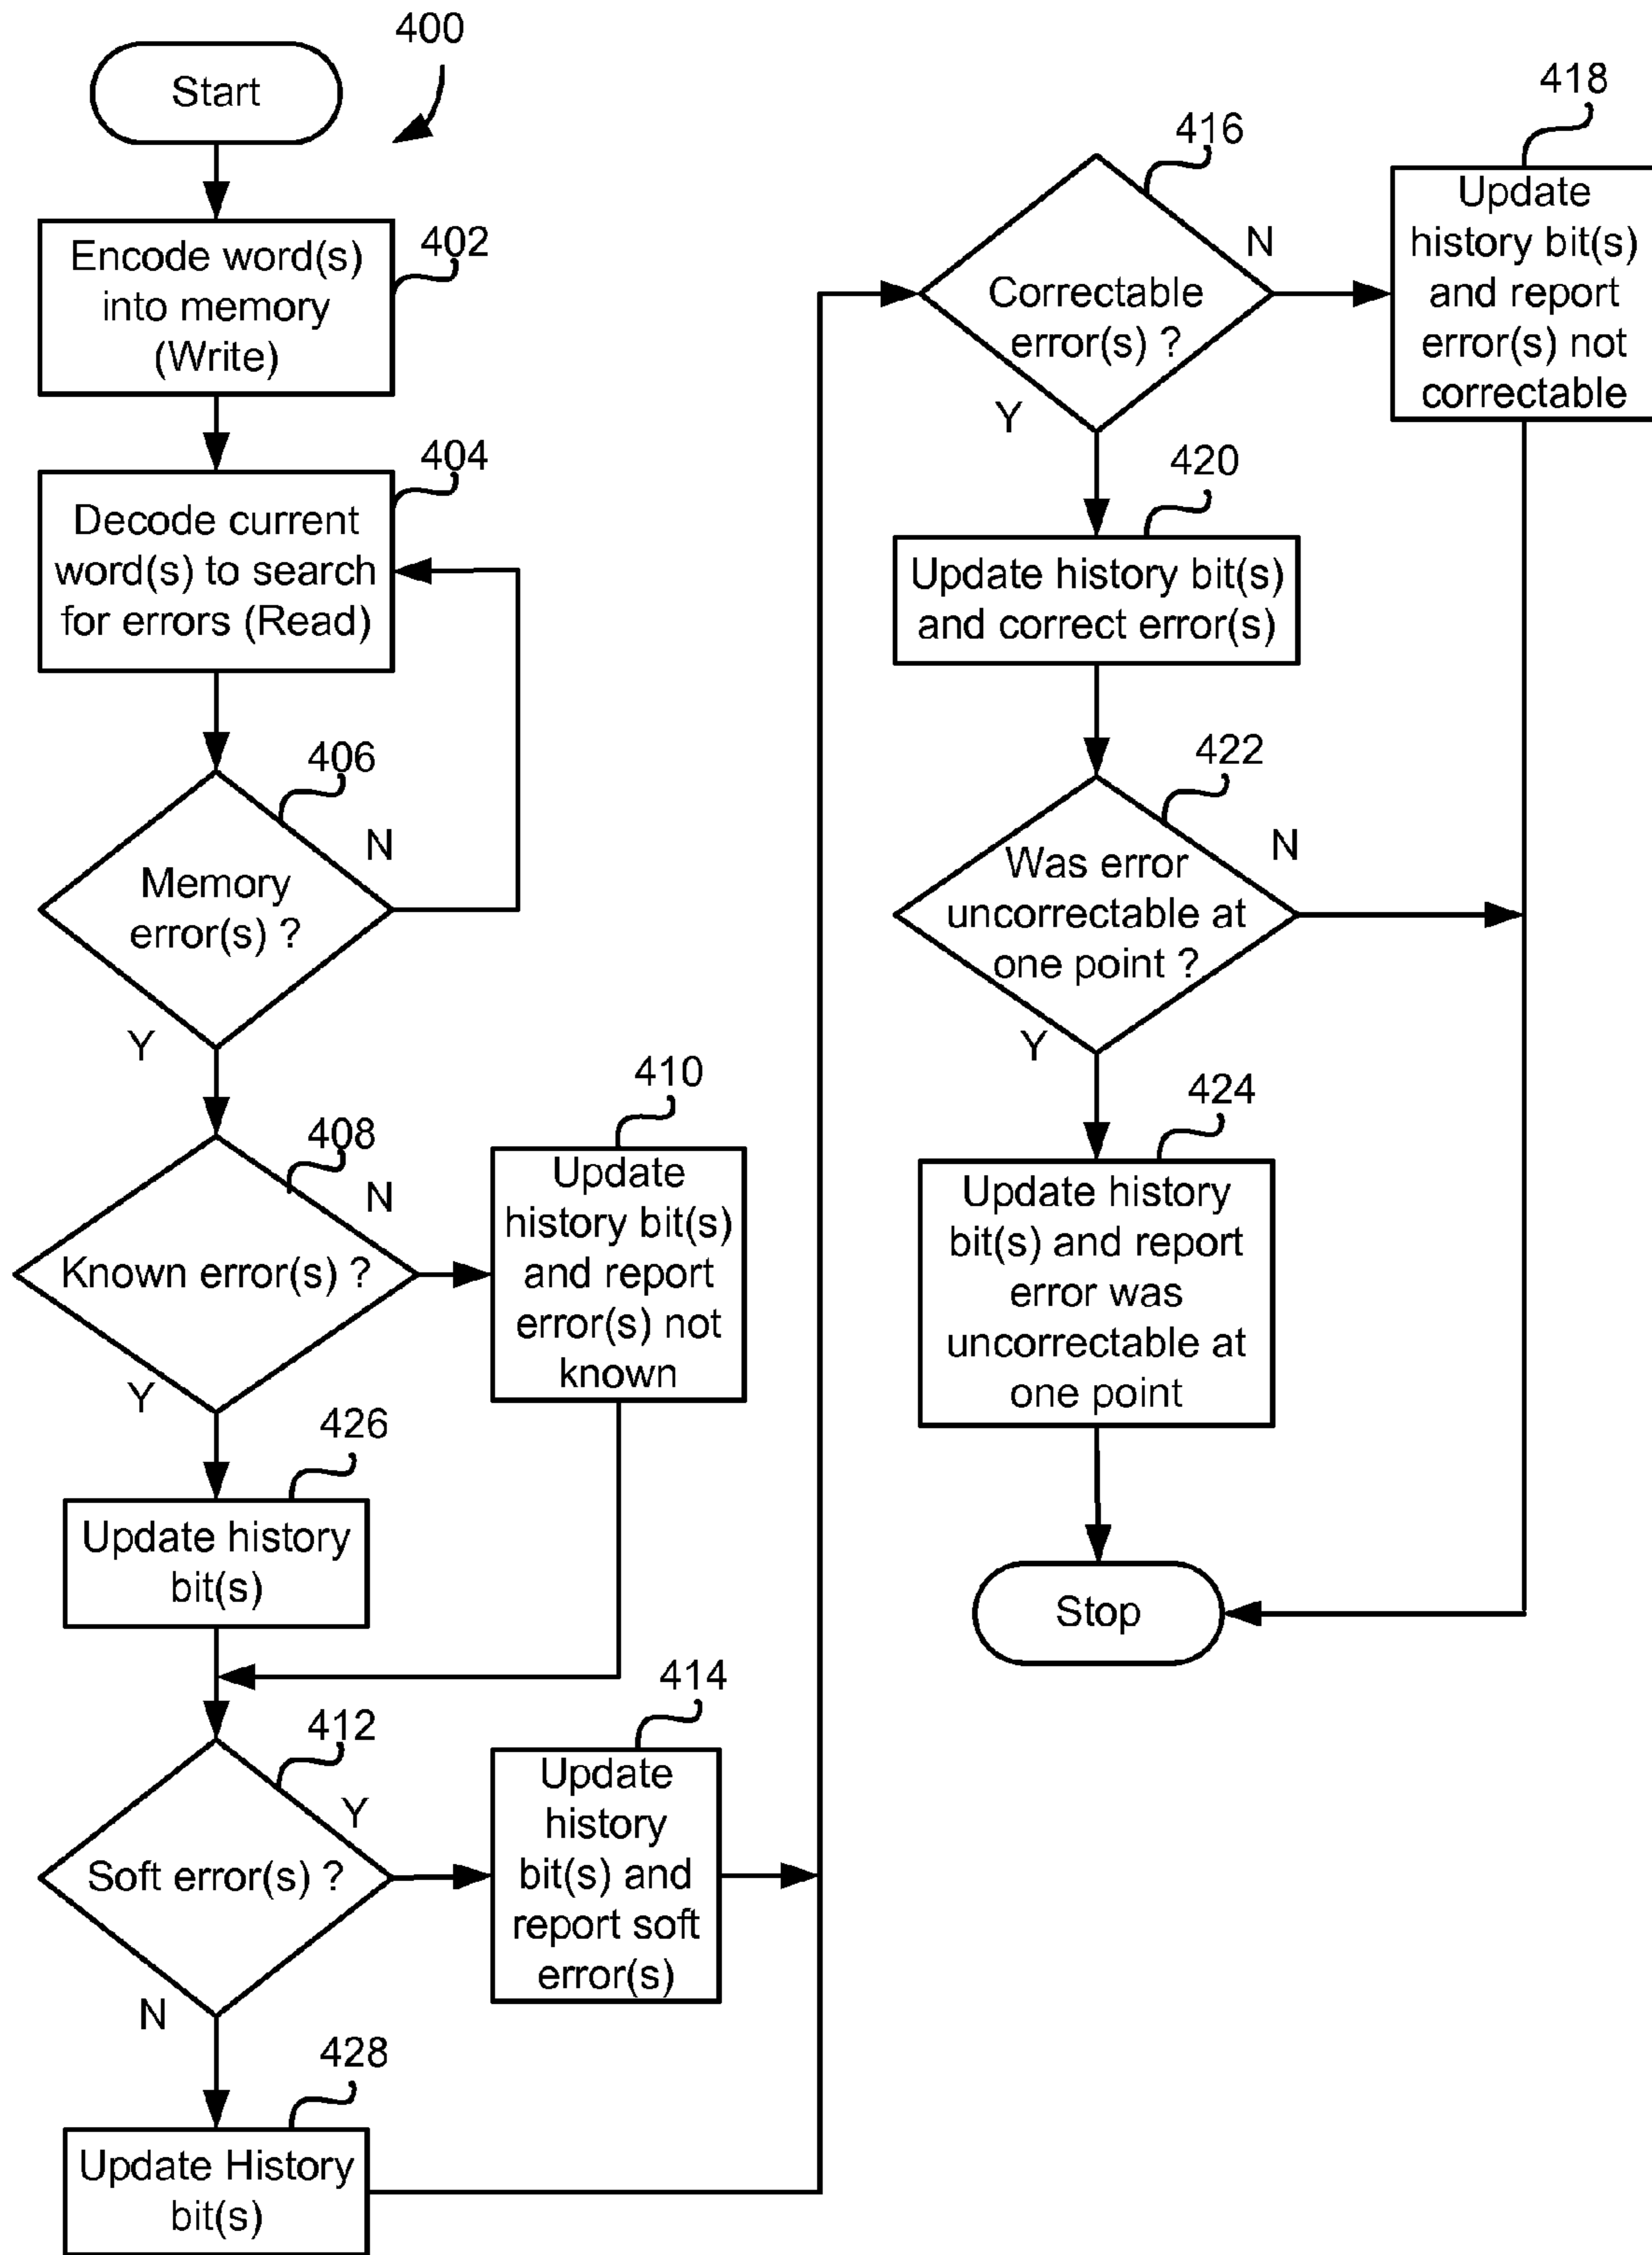 400
Start
402
Encode word(s)
into memory
(Write)
404
Decode current
word(s) to search
for errors (Read)
406
N
Memory
error(s) ?
Y
408
N
Known error(s) ?
Y
410
Update
history bit(s)
and report
error(s) not
known
426
Update history
bit(s)
412
Y
Soft error(s) ?
N
414
Update
history
bit(s) and
report soft
error(s)
428
Update History
bit(s)
416
N
Correctable
error(s) ?
Y
418
Update
history bit(s)
and report
error(s) not
correctable
420
Update history bit(s)
and correct error(s)
422
N
Was error
uncorrectable at
one point ?
Y
424
Update history
bit(s) and report
error was
uncorrectable at
one point
Stop